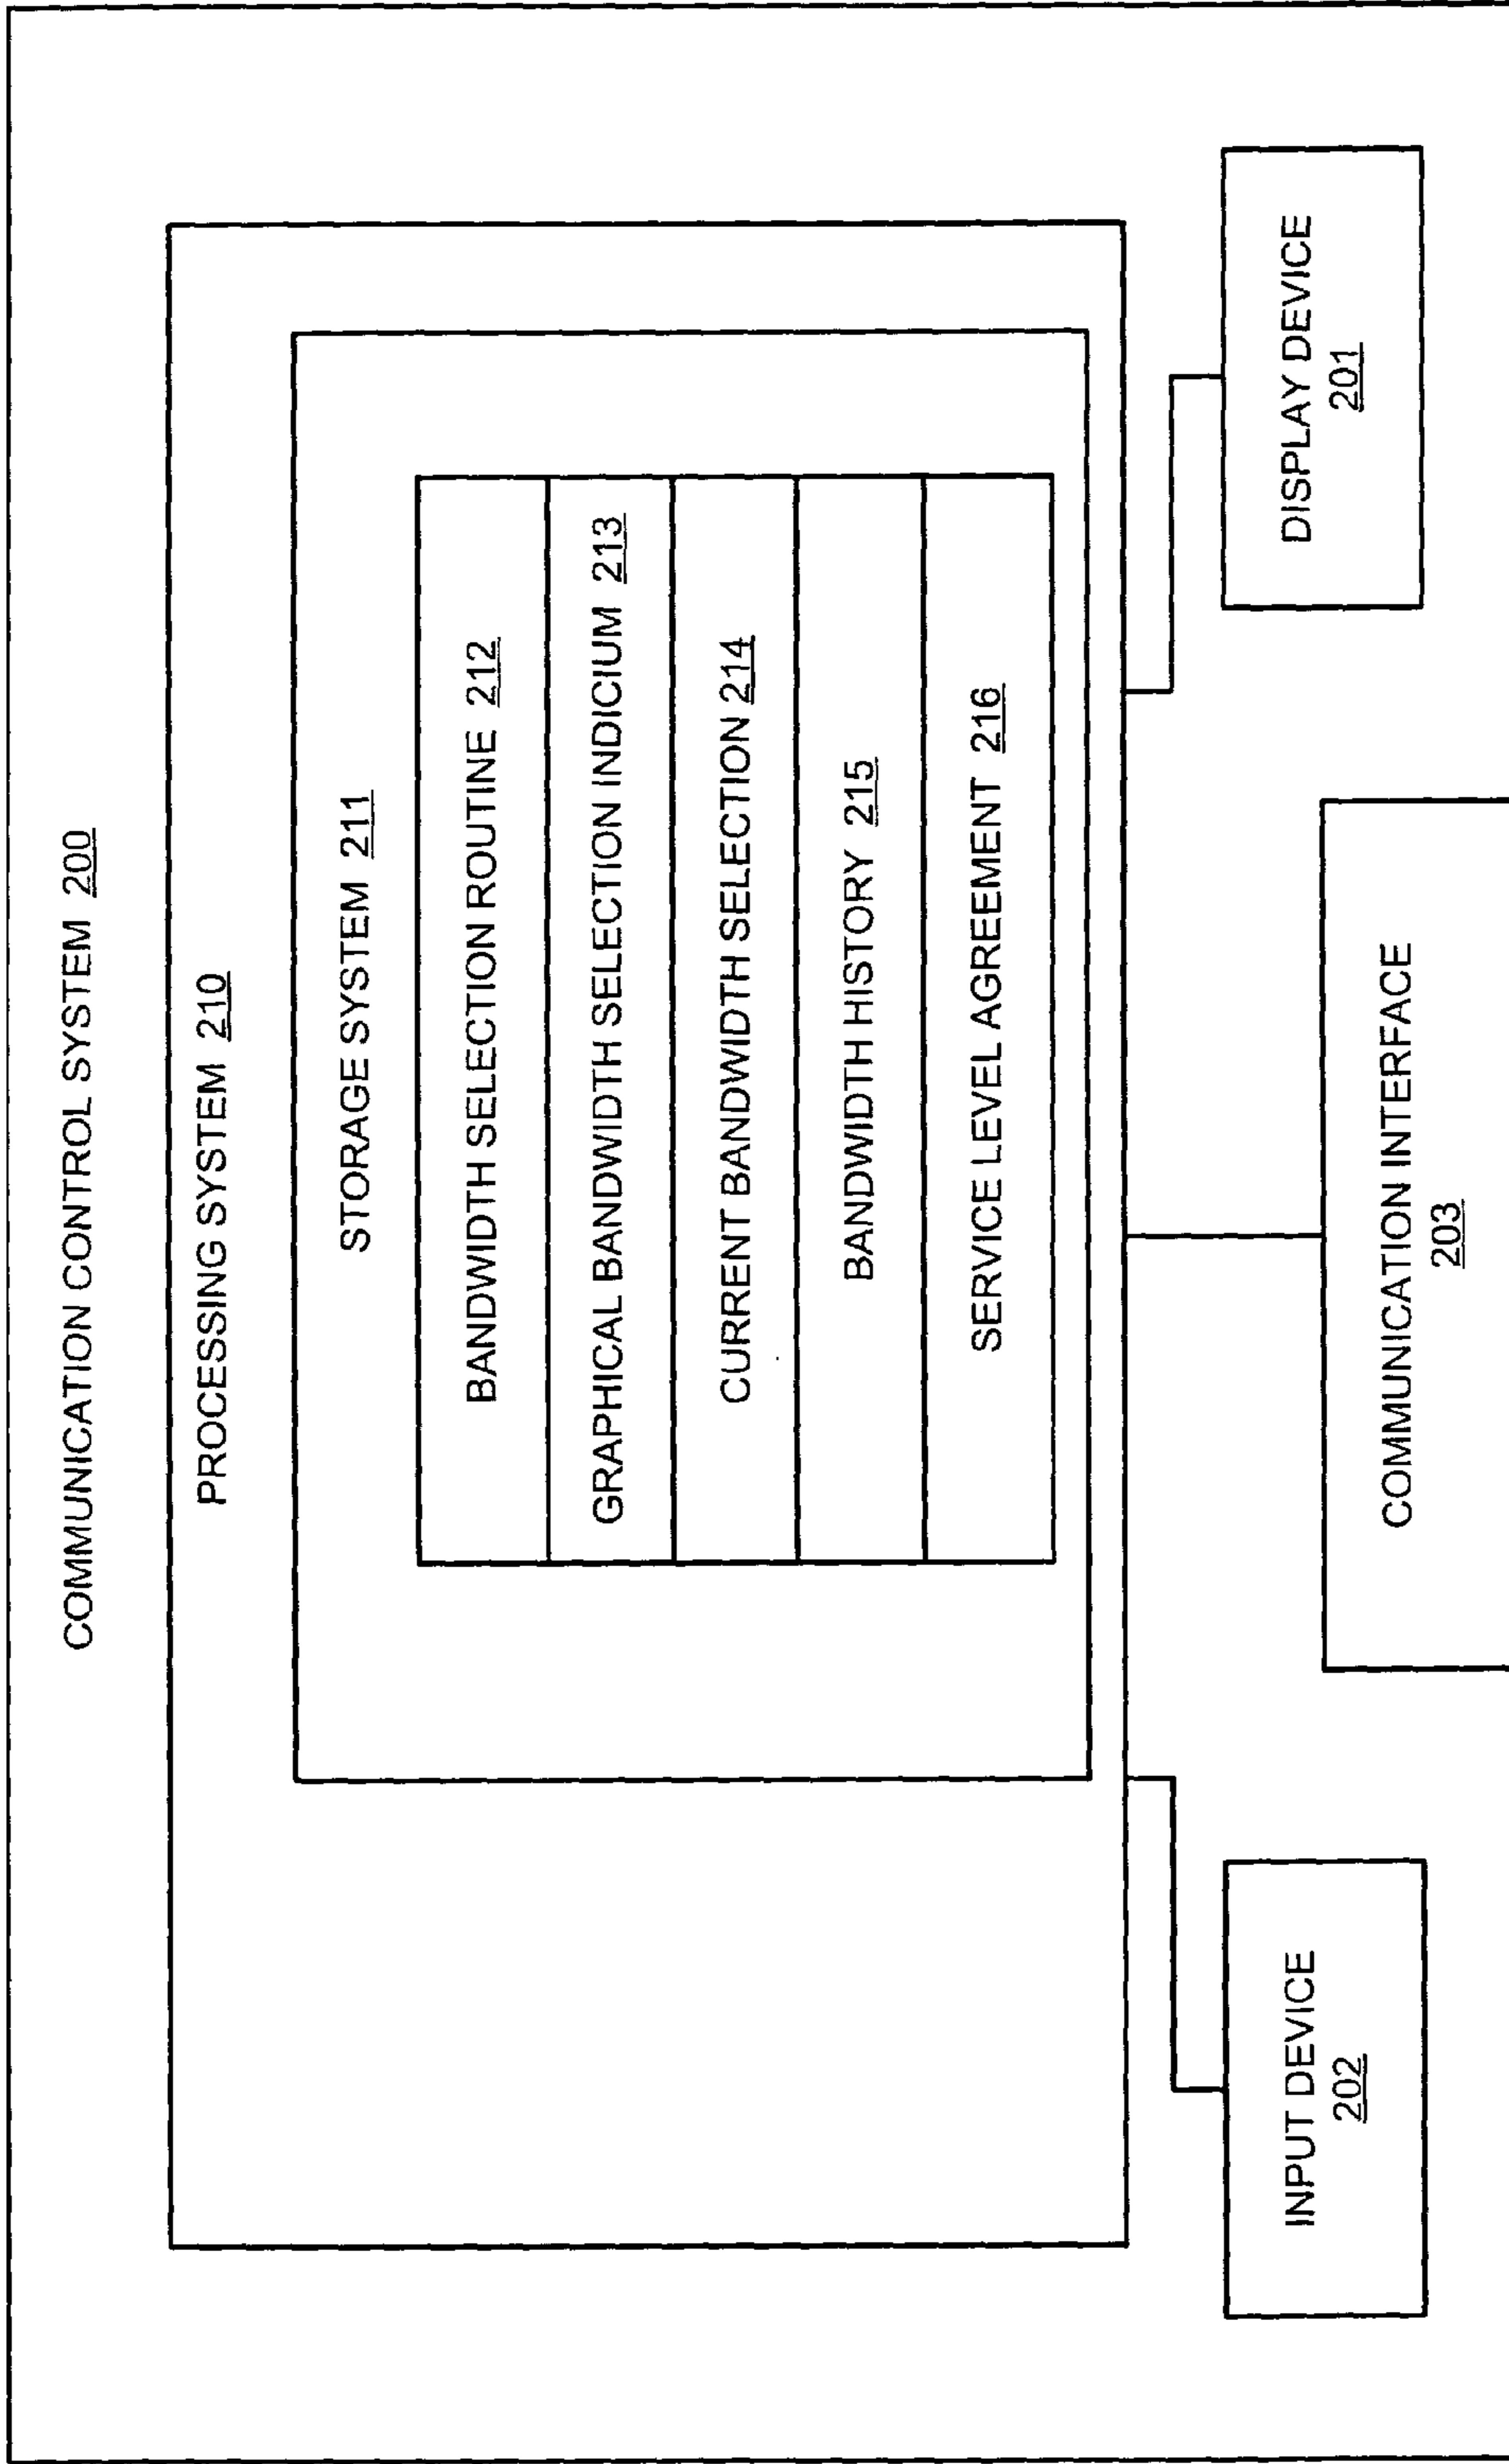 COMMUNICATION CONTROL SYSTEM 200
PROCESSING SYSTEM 210
STORAGE SYSTEM 211
BANDWIDTH SELECTION ROUTINE 212
GRAPHICAL BANDWIDTH SELECTION INDICIUM 213
CURRENT BANDWIDTH SELECTION 214
BANDWIDTH HISTORY 215
SERVICE LEVEL AGREEMENT 216
INPUT DEVICE
202
COMMUNICATION INTERFACE
203
DISPLAY DEVICE
201